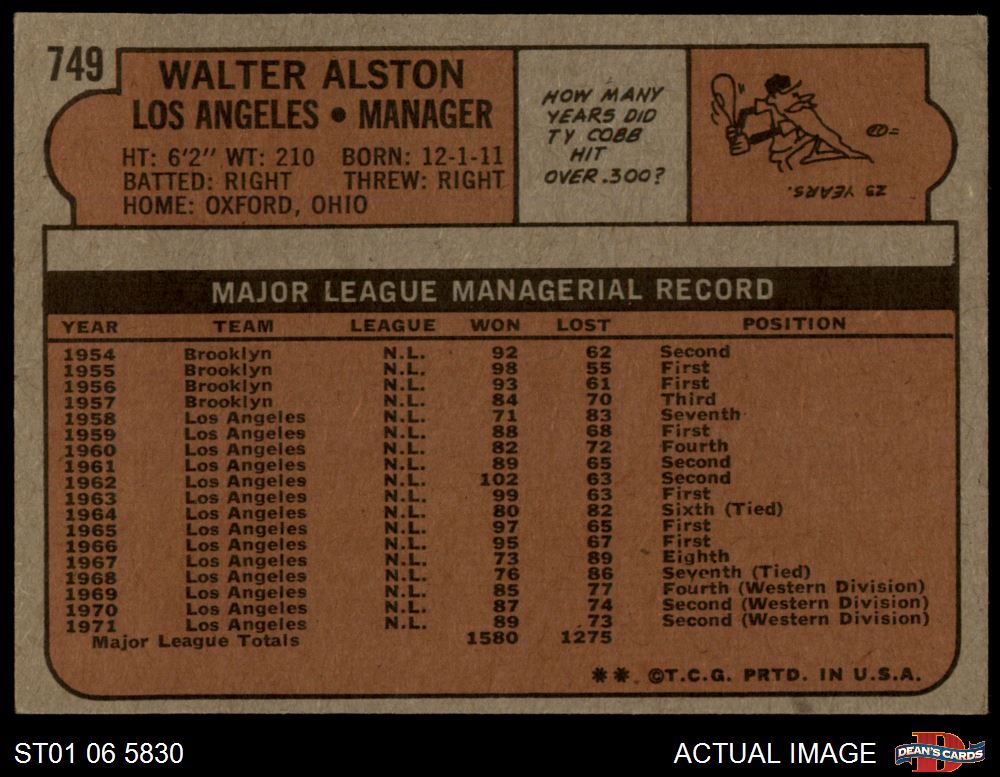 749
WALTER ALSTON
LOS ANGELES • MANAGER
HT: 6'2" WT: 210 BORN: 12-1-11
BATTED: RIGHT THREW: RIGHT
HOME: OXFORD, OHIO
HOW MANY
YEARS DID
TY COBB
HIT
OVER .300?
25 YEARS.
MAJOR LEAGUE MANAGERIAL RECORD
YEAR TEAM LEAGUE WON LOST POSITION
1954 Brooklyn N.L. 92 62 Second
1955 Brooklyn N.L. 98 55 First
1956 Brooklyn N.L. 93 61 First
1957 Brooklyn N.L. 84 70 Third
1958 Los Angeles N.L. 71 83 Seventh
1959 Los Angeles N.L. 88 68 First
1960 Los Angeles N.L. 82 72 Fourth
1961 Los Angeles N.L. 89 65 Second
1962 Los Angeles N.L. 102 63 Second
1963 Los Angeles N.L. 99 63 First
1964 Los Angeles N.L. 80 82 Sixth (Tied)
1965 Los Angeles N.L. 97 65 First
1966 Los Angeles N.L. 95 67 First
1967 Los Angeles N.L. 73 89 Eighth
1968 Los Angeles N.L. 76 86 Seventh (Tied)
1969 Los Angeles N.L. 85 77 Fourth (Western Division)
1970 Los Angeles N.L. 87 74 Second (Western Division)
1971 Los Angeles N.L. 89 73 Second (Western Division)
Major League Totals 1580 1275
** ©T.C.G. PRTD. IN U.S.A.
ST01 06 5830
ACTUAL IMAGE
D
DEAN'S CARDS